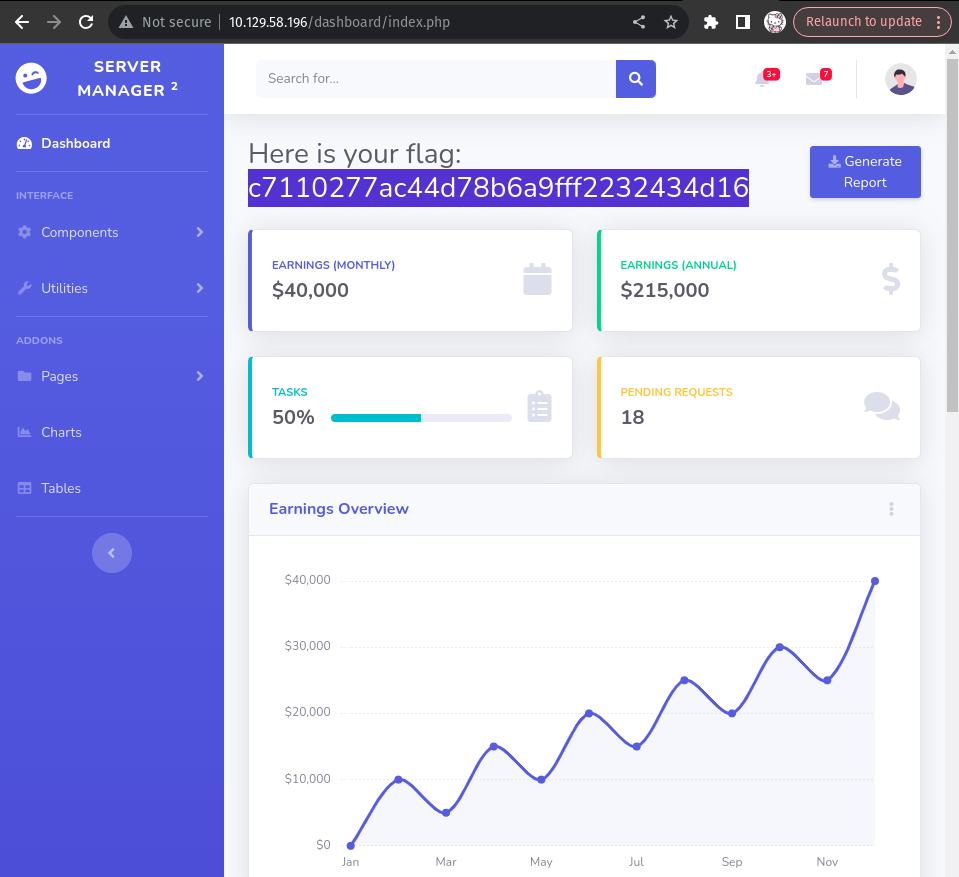 Not secure | 10.129.58.196/dashboard/index.php
Relaunch to update
SERVER
MANAGER 2
Search for...
3+
7
Dashboard
INTERFACE
Components
Utilities
ADDONS
Pages
Charts
Tables
Here is your flag:
c7110277ac44d78b6a9fff2232434d16
Generate
Report
EARNINGS (MONTHLY)
$40,000
EARNINGS (ANNUAL)
$215,000
TASKS
50%
PENDING REQUESTS
18
Earnings Overview
$40,000
$30,000
$20,000
$10,000
$0
Jan Mar May Jul Sep Nov